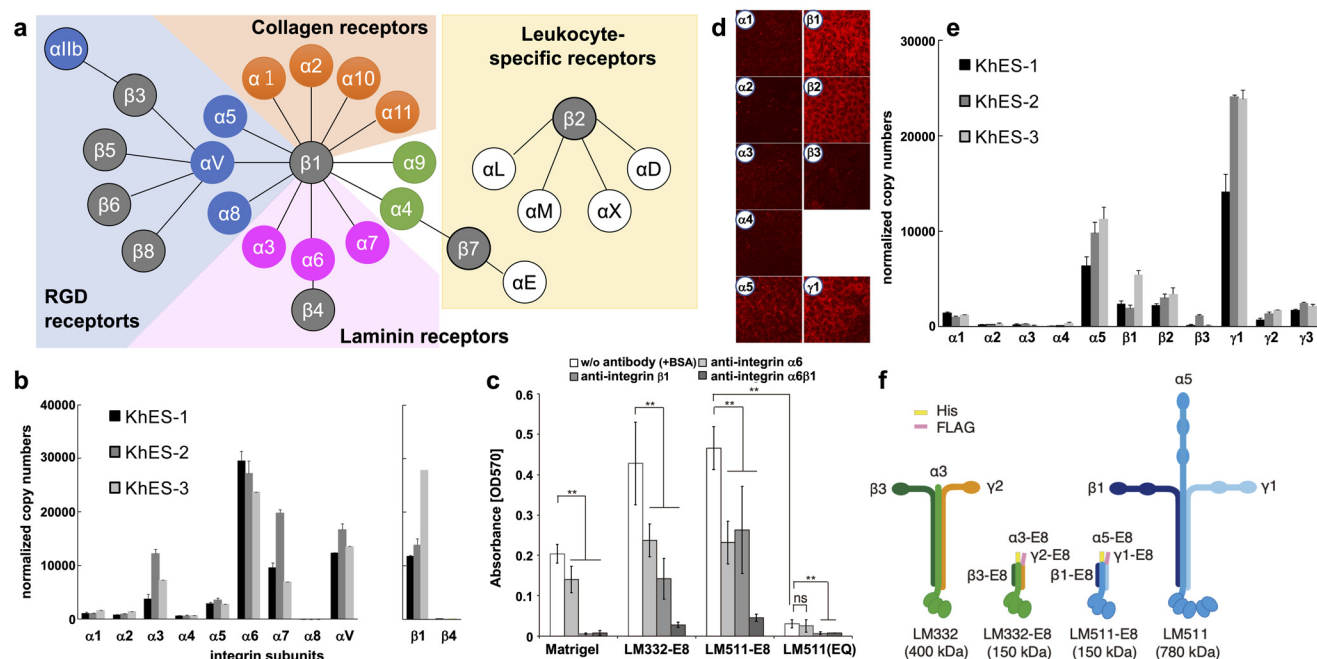 a
αIIb
Collagen receptors
Leukocyte-
specific receptors
β3
α5
α 1
α2
α10
α11
β2
β5
αV
β1
α9
αL
αD
β6
α8
α4
αM
αX
β8
α3
α6
α7
β7
αE
β4
RGD
receptorts
Laminin receptors
b
normalized copy numbers
40000
30000
20000
10000
0
KhES-1
KhES-2
KhES-3
α1 α2 α3 α4 α5 α6 α7 α8 αV β1 β4
integrin subunits
c
w/o antibody (+BSA)
anti-integrin α6
anti-integrin β1
anti-integrin α6β1
Absorbance [OD570]
0.6
0.5
0.4
0.3
0.2
0.1
0
**
**
**
**
**
ns
Matrigel LM332-E8 LM511-E8 LM511(EQ)
d
α1 β1
α2 β2
α3 β3
α4
α5 γ1
e
normalized copy numbers
30000
20000
10000
0
KhES-1
KhES-2
KhES-3
α1 α2 α3 α4 α5 β1 β2 β3 γ1 γ2 γ3
f
His
FLAG
α5
α3
β3
γ2
β1
γ1
α3-E8
γ2-E8
β3-E8
α5-E8
γ1-E8
β1-E8
LM332 LM332-E8 LM511-E8 LM511
(400 kDa) (150 kDa) (150 kDa) (780 kDa)